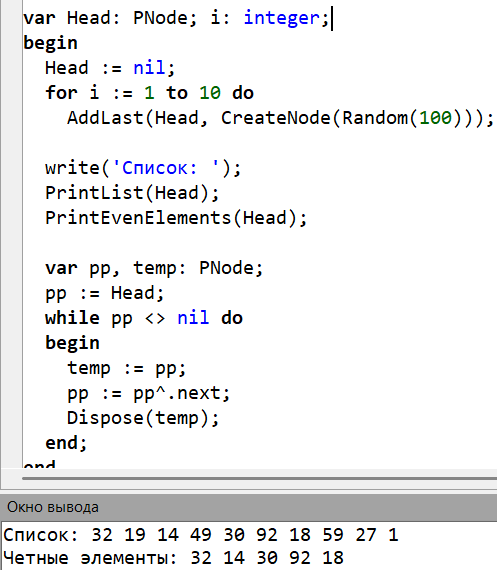 var Head: PNode; i: integer;
begin
  Head := nil;
  for i := 1 to 10 do
    AddLast(Head, CreateNode(Random(100)));

  write('Список: ');
  PrintList(Head);
  PrintEvenElements(Head);

  var pp, temp: PNode;
  pp := Head;
  while pp <> nil do
  begin
    temp := pp;
    pp := pp^.next;
    Dispose(temp);
  end;
end
Окно вывода
Список: 32 19 14 49 30 92 18 59 27 1
Четные элементы: 32 14 30 92 18